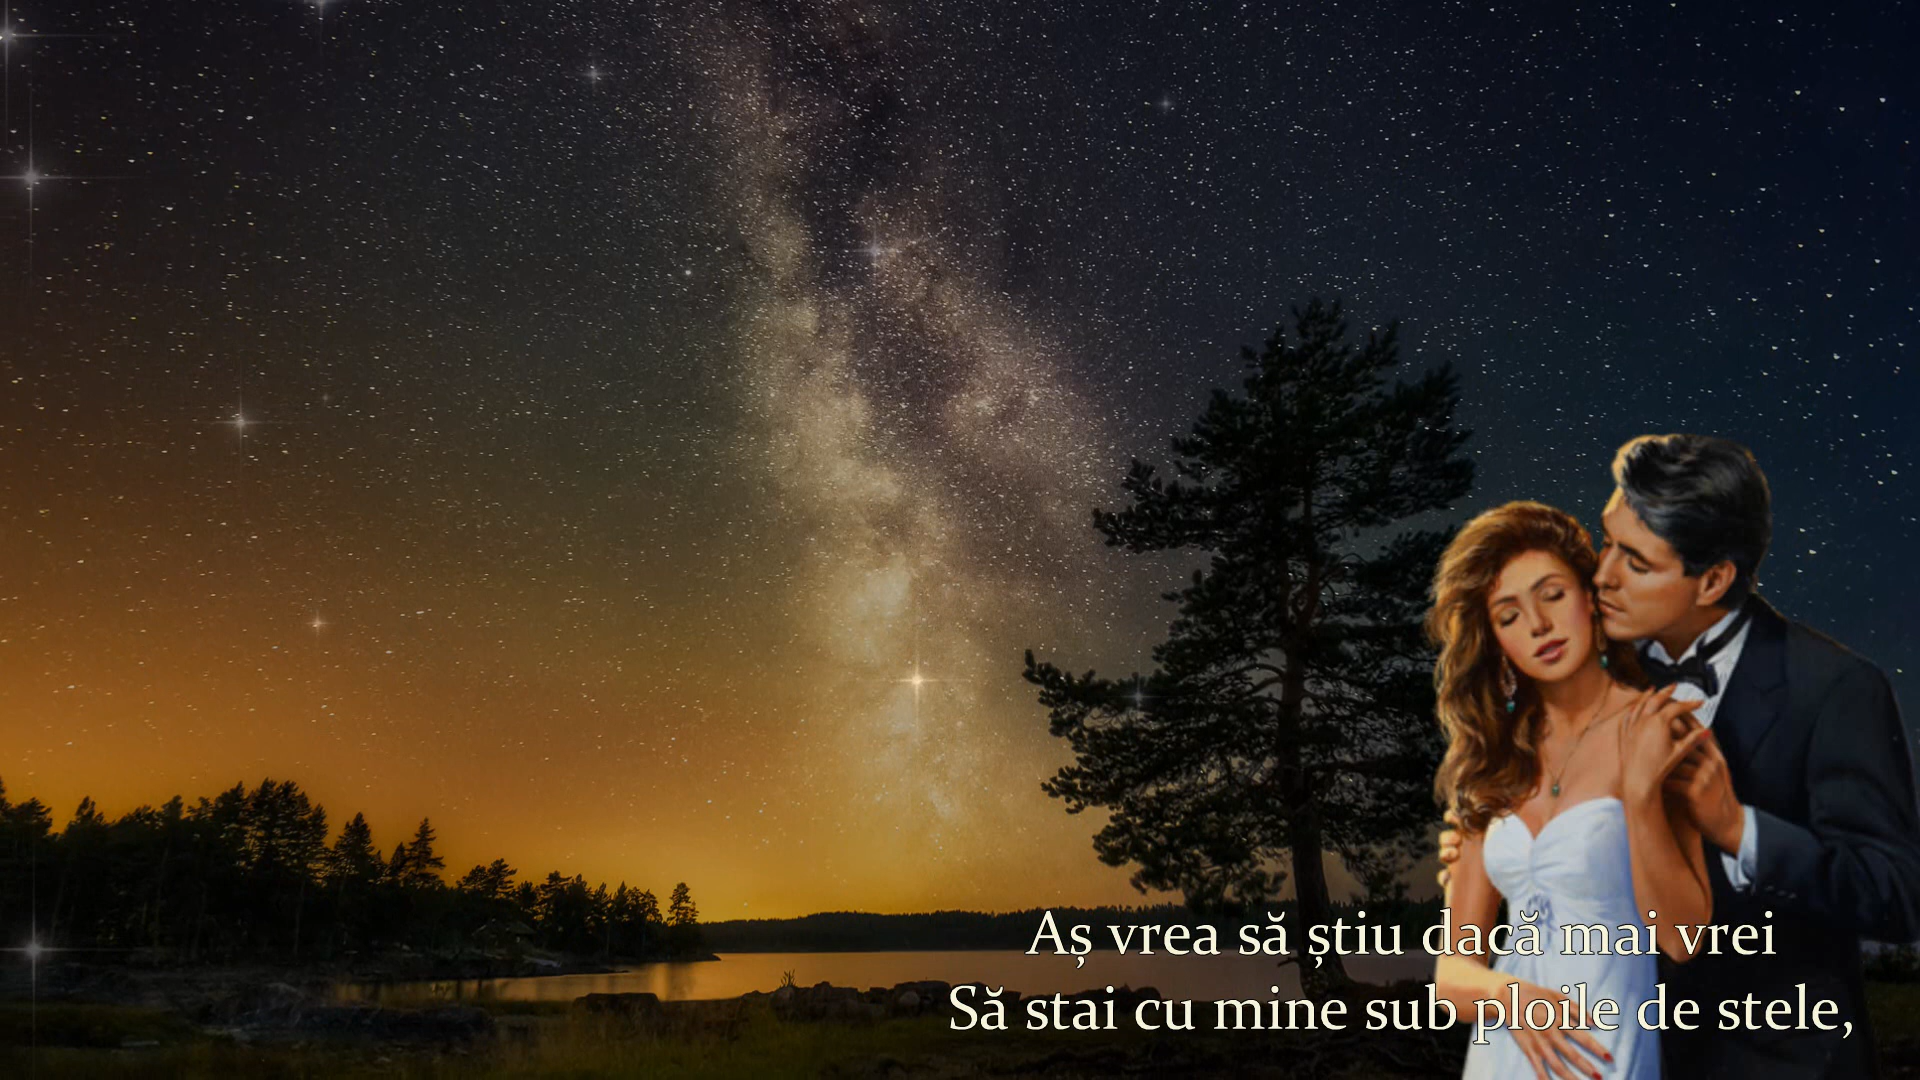 Aș vrea să știu dacă mai vrei
Să stai cu mine sub ploile de stele,